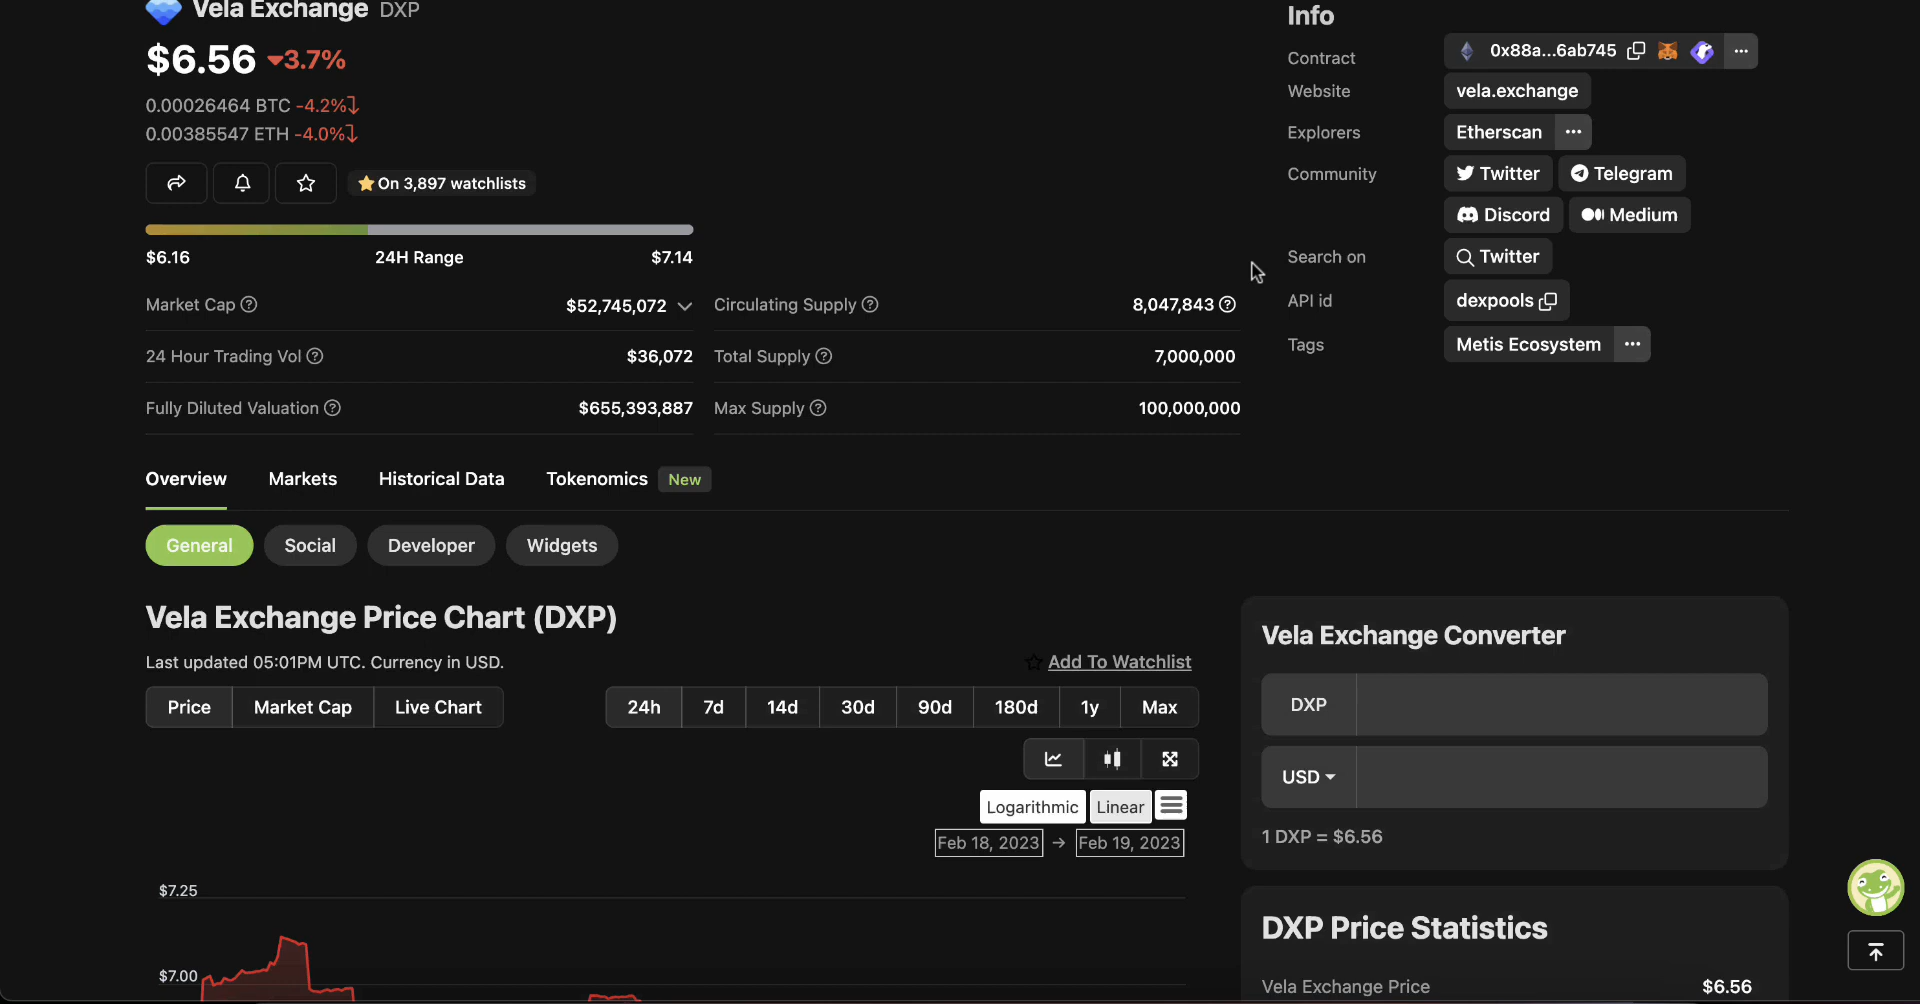 Vela Exchange DXP
$6.56 3.7%
0.00026464 BTC -4.2%
0.00385547 ETH -4.0%
On 3,897 watchlists
$6.16 24H Range $7.14
Market Cap $52,745,072
24 Hour Trading Vol $36,072
Fully Diluted Valuation $655,393,887
Circulating Supply 8,047,843
Total Supply 7,000,000
Max Supply 100,000,000
Info
Contract 0x88a...6ab745
Website vela.exchange
Explorers Etherscan
Community Twitter Telegram
Discord Medium
Search on Twitter
API id dexpools
Tags Metis Ecosystem
Overview Markets Historical Data Tokenomics New
General Social Developer Widgets
Vela Exchange Price Chart (DXP)
Last updated 05:01PM UTC. Currency in USD.
Add To Watchlist
Price Market Cap Live Chart
24h 7d 14d 30d 90d 180d 1y Max
Logarithmic Linear
Feb 18, 2023 → Feb 19, 2023
$7.25
$7.00
Vela Exchange Converter
DXP
USD
1 DXP = $6.56
DXP Price Statistics
Vela Exchange Price $6.56